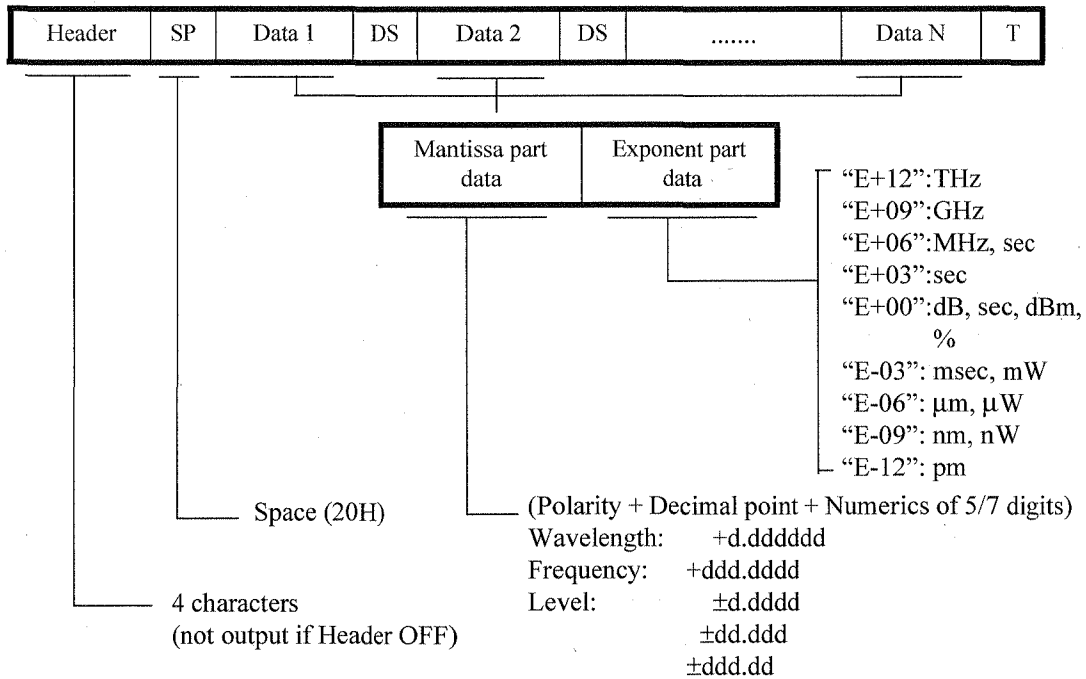 Header SP Data 1 DS Data 2 DS ....... Data N T
Mantissa part data
Exponent part data
“E+12”:THz
“E+09”:GHz
“E+06”:MHz, sec
“E+03”:sec
“E+00”:dB, sec, dBm,
%
“E-03”: msec, mW
“E-06”: μm, μW
“E-09”: nm, nW
“E-12”: pm
Space (20H)
(Polarity + Decimal point + Numerics of 5/7 digits)
Wavelength: +d.dddddd
Frequency: +ddd.dddd
Level: ±d.dddd
±dd.ddd
±ddd.dd
4 characters
(not output if Header OFF)